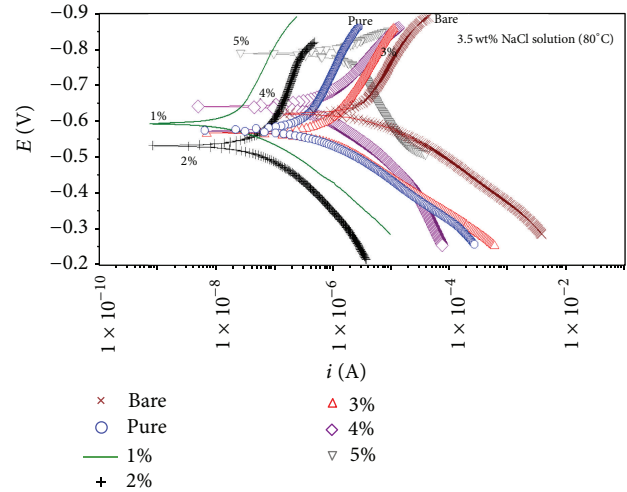 −0.9
−0.8
−0.7
−0.6
−0.5
−0.4
−0.3
−0.2
E (V)
Pure
Bare
3.5 wt% NaCl solution (80°C)
5%
3%
4%
1%
2%
1 × 10−10
1 × 10−8
1 × 10−6
1 × 10−4
1 × 10−2
i (A)
Bare
Pure
1%
2%
3%
4%
5%